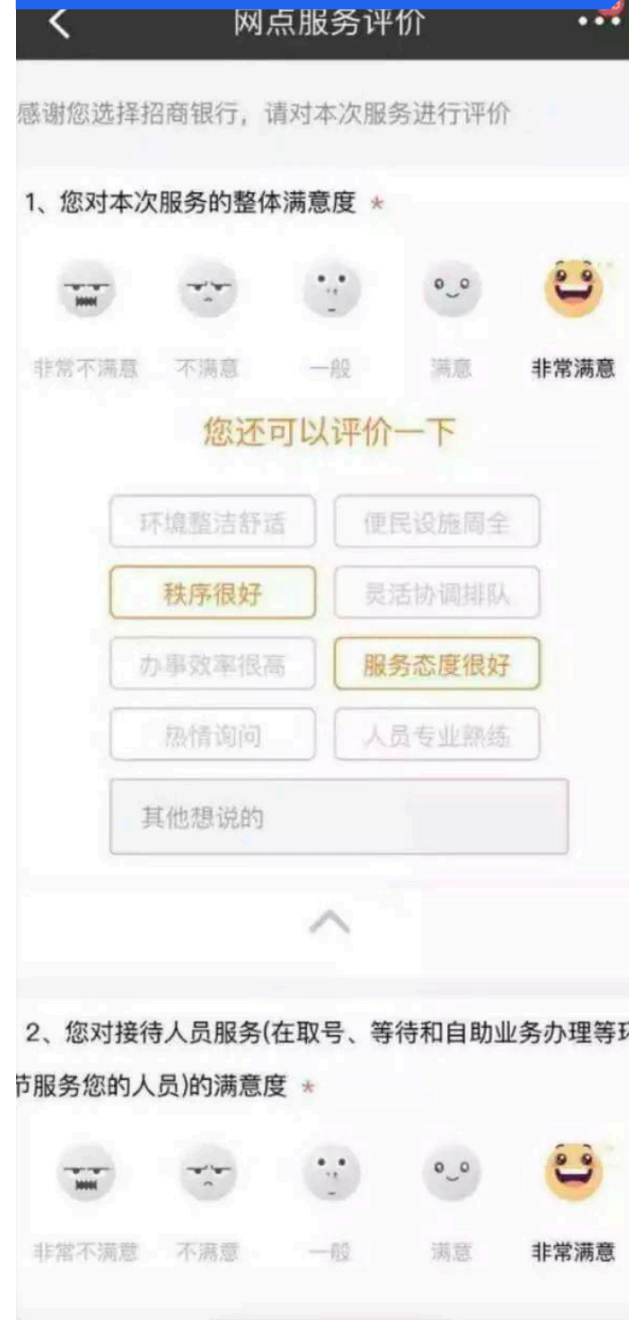 网点服务评价
感谢您选择招商银行，请对本次服务进行评价
1、您对本次服务的整体满意度 *
非常不满意 不满意 一般 满意 非常满意
您还可以评价一下
环境整洁舒适 便民设施周全
秩序很好 灵活协调排队
办事效率很高 服务态度很好
热情询问 人员专业熟练
其他想说的
2、您对接待人员服务(在取号、等待和自助业务办理等环
节服务您的人员)的满意度 *
非常不满意 不满意 一般 满意 非常满意